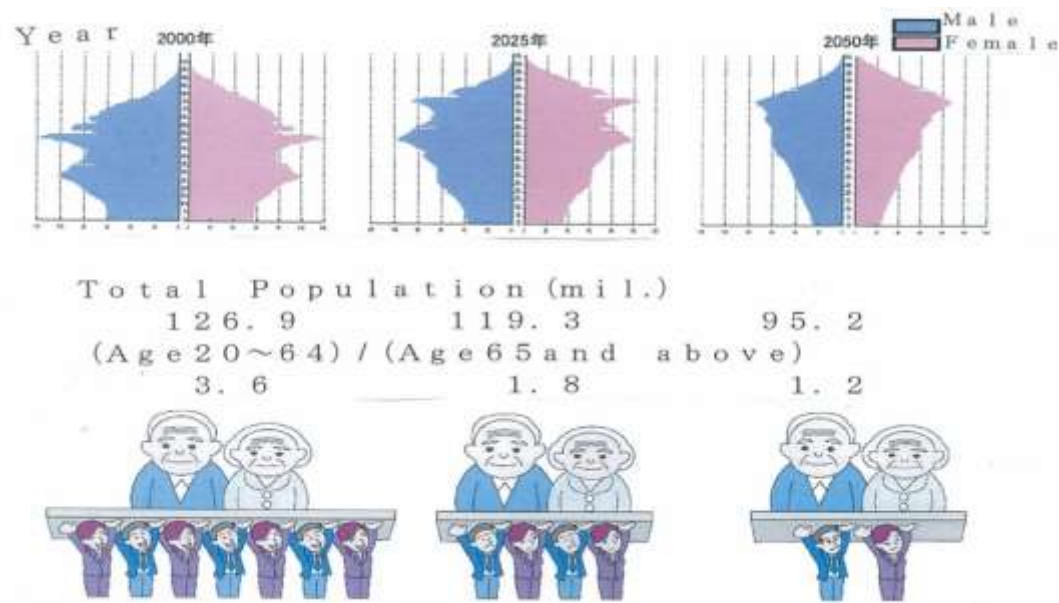 Year
2000年
2025年
2050年
Male
Female
Total Population (mil.)
126.9 119.3 95.2
(Age20~64)/(Age65and above)
3.6 1.8 1.2